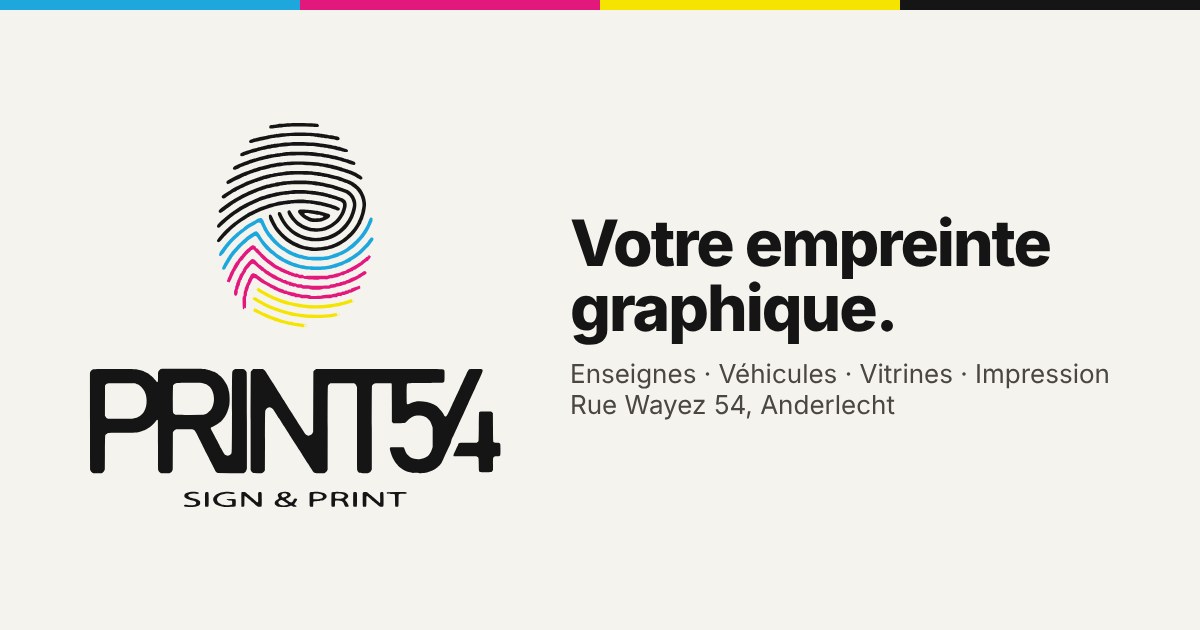 PRINT54
SIGN & PRINT
Votre empreinte
graphique.
Enseignes · Véhicules · Vitrines · Impression
Rue Wayez 54, Anderlecht